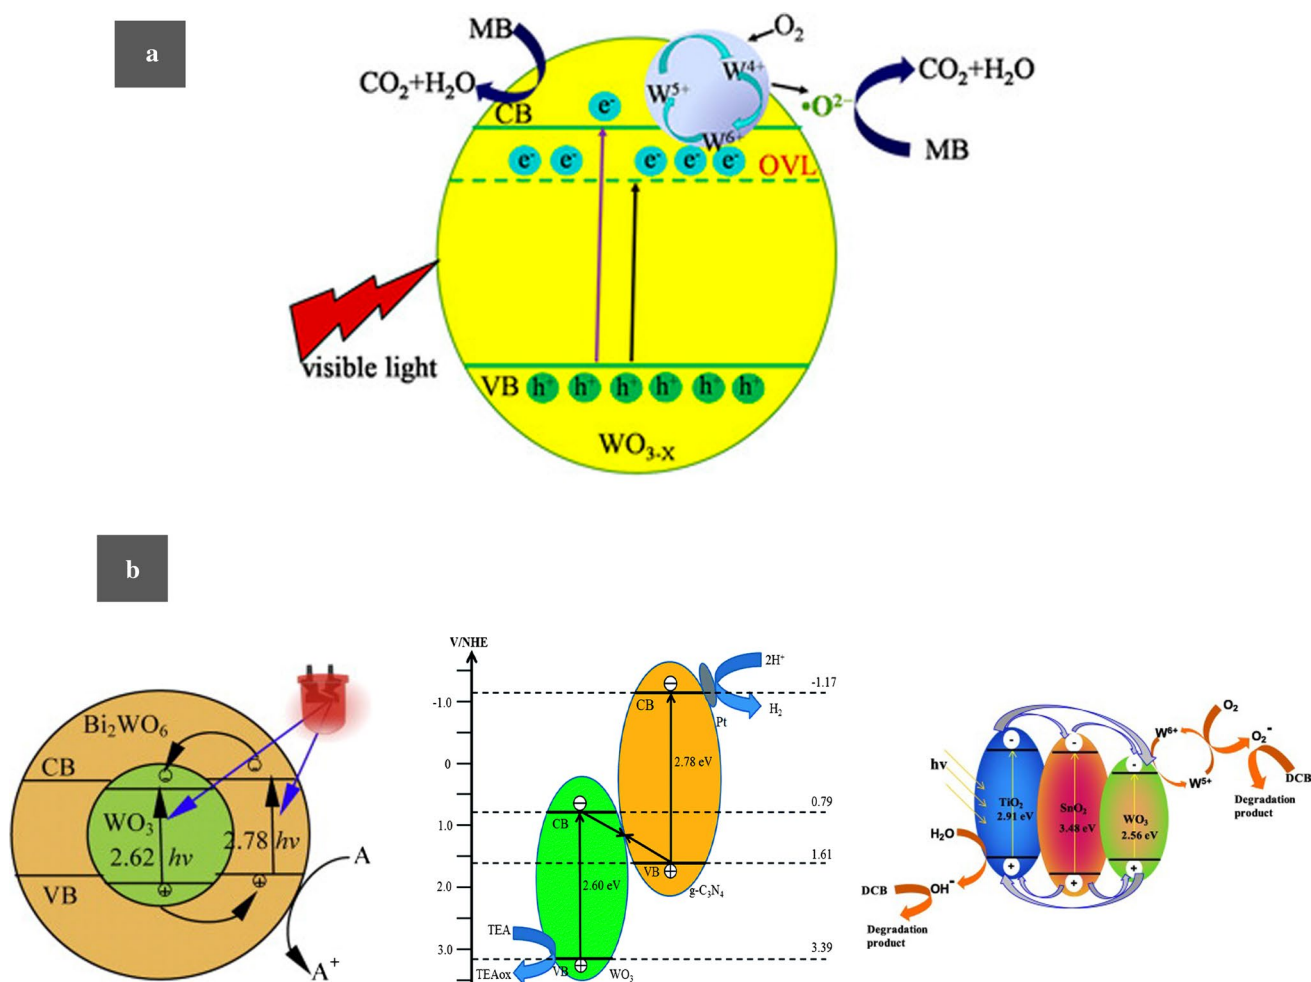 a
MB
O₂
CO₂+H₂O
W⁴⁺
CO₂+H₂O
W⁵⁺
•O²⁻
CB
e⁻
W⁶⁺
MB
e⁻ e⁻ e⁻ e⁻ e⁻
OVL
visible light
VB
h⁺ h⁺ h⁺ h⁺ h⁺ h⁺
WO₃₋X
b
Bi₂WO₆
CB
WO₃
2.62 hν
2.78 hν
VB
A
A⁺
V/NHE
2H⁺
-1.17
-1.0
CB
Pt
H₂
2.78 eV
0
0.79
CB
1.0
1.61
VB
2.0
2.60 eV
g-C₃N₄
TEA
3.39
3.0
VB
WO₃
TEAox
O₂
W⁶⁺
O₂⁻
hν
W⁵⁺
DCB
TiO₂
2.91 eV
SnO₂
3.48 eV
WO₃
2.56 eV
Degradation
product
H₂O
DCB
OH⁻
Degradation
product